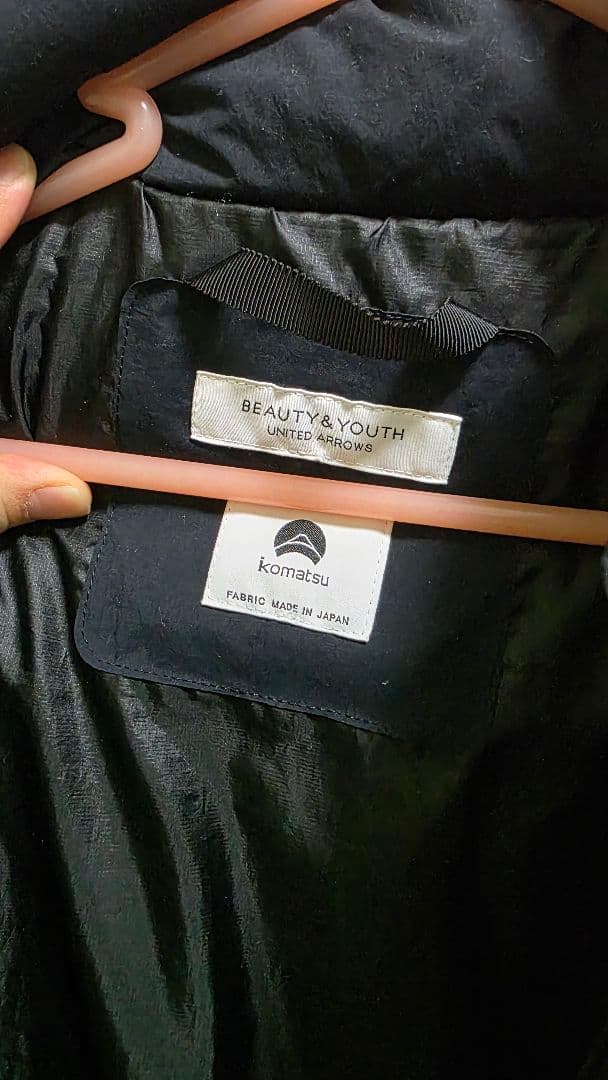 BEAUTY&YOUTH
UNITED ARROWS
komatsu
FABRIC MADE IN JAPAN